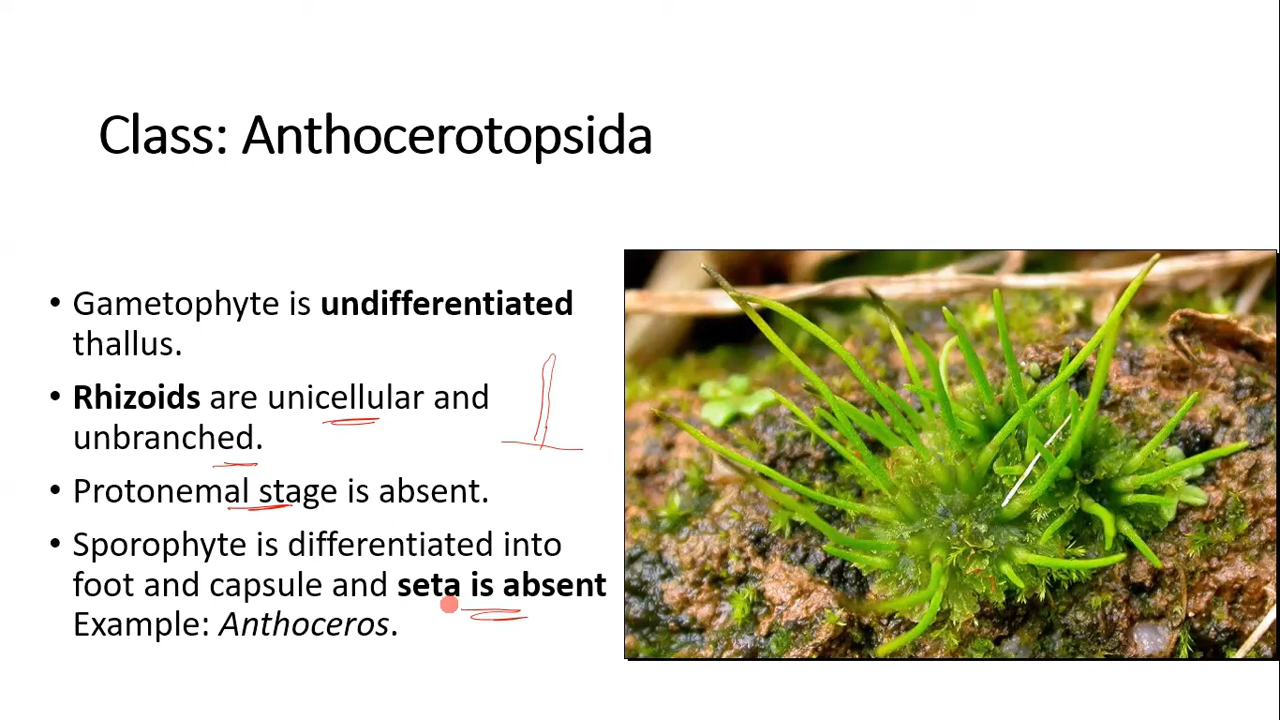 Class: Anthocerotopsida
• Gametophyte is undifferentiated
thallus.
• Rhizoids are unicellular and
unbranched.
• Protonemal stage is absent.
• Sporophyte is differentiated into
foot and capsule and seta is absent
Example: Anthoceros.